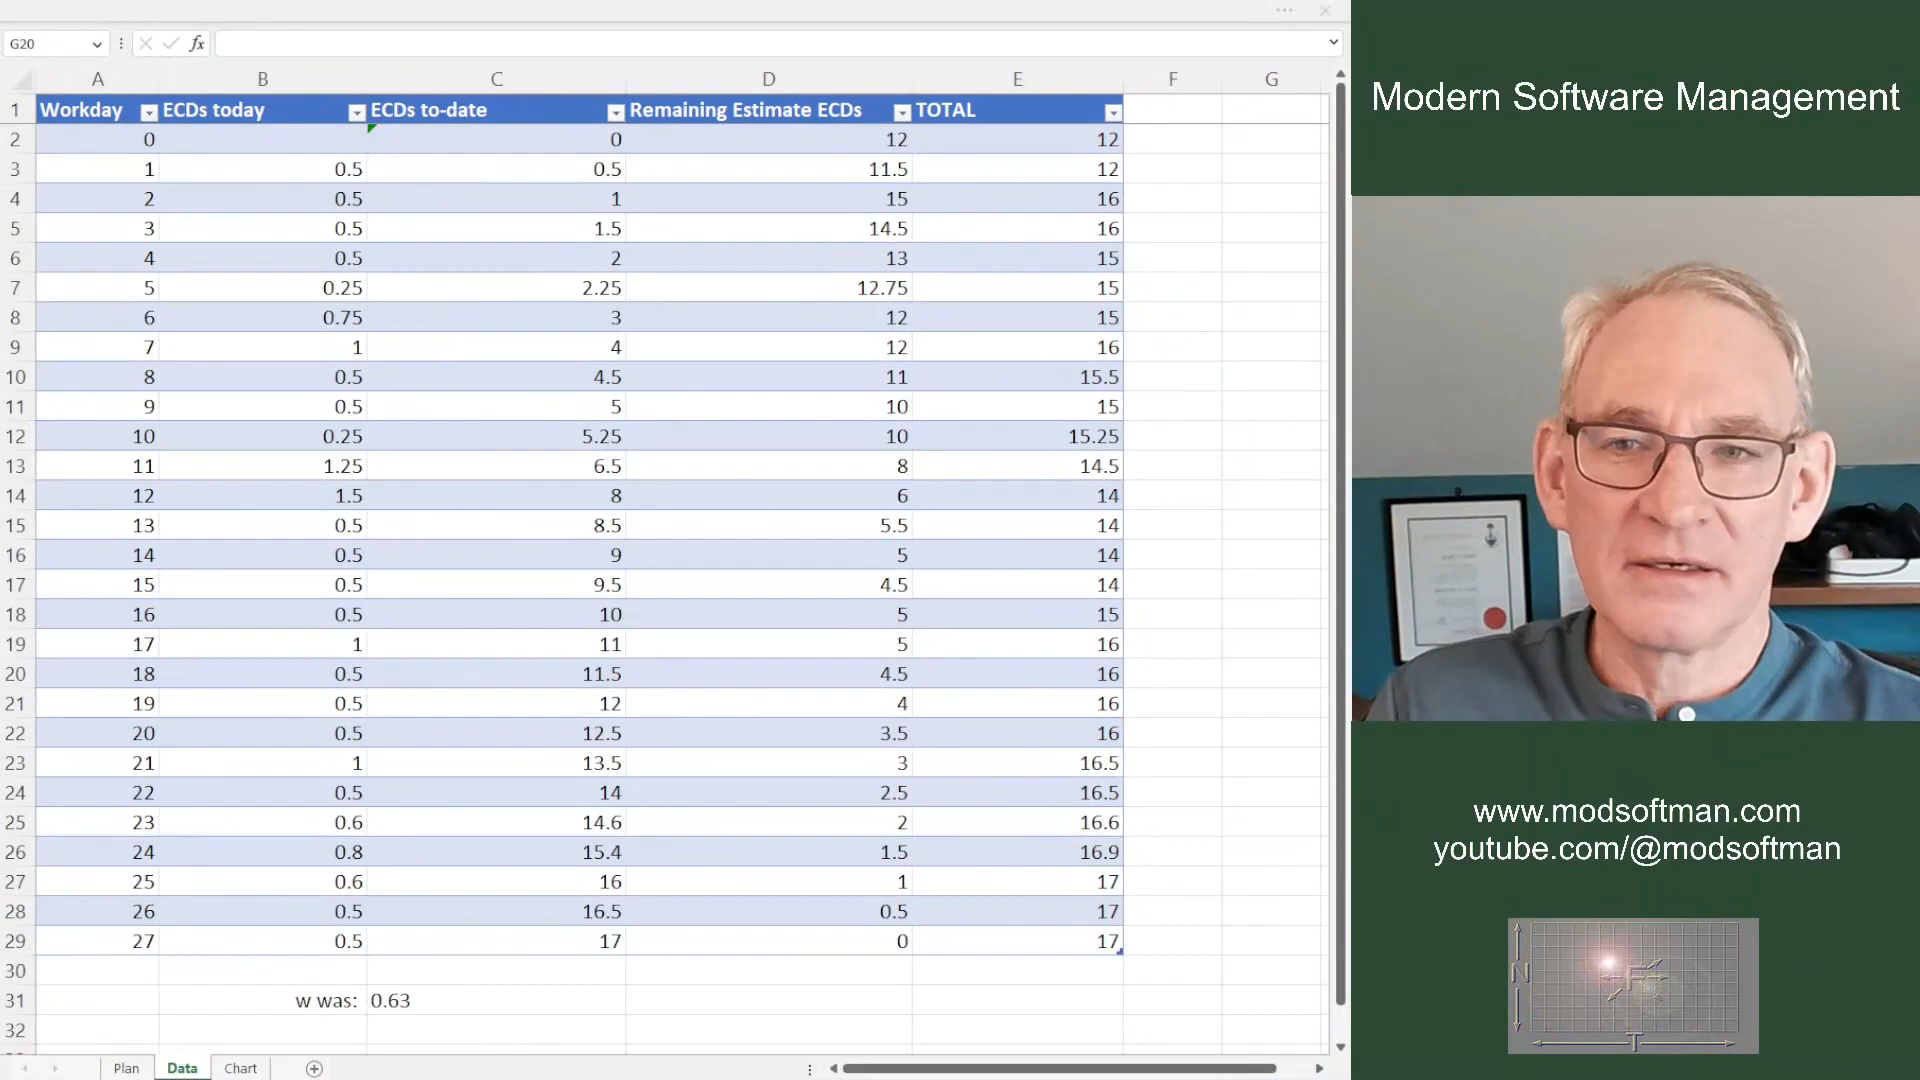 G20 fx
A B C D E F G
1 Workday ECDs today ECDs to-date Remaining Estimate ECDs TOTAL
2 0 0 12 12
3 1 0.5 0.5 11.5 12
4 2 0.5 1 15 16
5 3 0.5 1.5 14.5 16
6 4 0.5 2 13 15
7 5 0.25 2.25 12.75 15
8 6 0.75 3 12 15
9 7 1 4 12 16
10 8 0.5 4.5 11 15.5
11 9 0.5 5 10 15
12 10 0.25 5.25 10 15.25
13 11 1.25 6.5 8 14.5
14 12 1.5 8 6 14
15 13 0.5 8.5 5.5 14
16 14 0.5 9 5 14
17 15 0.5 9.5 4.5 14
18 16 0.5 10 5 15
19 17 1 11 5 16
20 18 0.5 11.5 4.5 16
21 19 0.5 12 4 16
22 20 0.5 12.5 3.5 16
23 21 1 13.5 3 16.5
24 22 0.5 14 2.5 16.5
25 23 0.6 14.6 2 16.6
26 24 0.8 15.4 1.5 16.9
27 25 0.6 16 1 17
28 26 0.5 16.5 0.5 17
29 27 0.5 17 0 17
30
31 w was: 0.63
32
Plan Data Chart
Modern Software Management
www.modsoftman.com
youtube.com/@modsoftman
N F
T